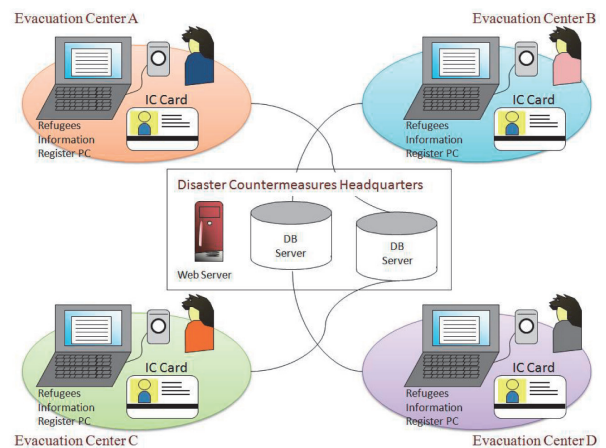 Evacuation Center A
IC Card
Refugees
Information
Register PC
Evacuation Center B
IC Card
Refugees
Information
Register PC
Disaster Countermeasures Headquarters
Web Server
DB
Server
DB
Server
IC Card
Refugees
Information
Register PC
Evacuation Center C
IC Card
Refugees
Information
Register PC
Evacuation Center D